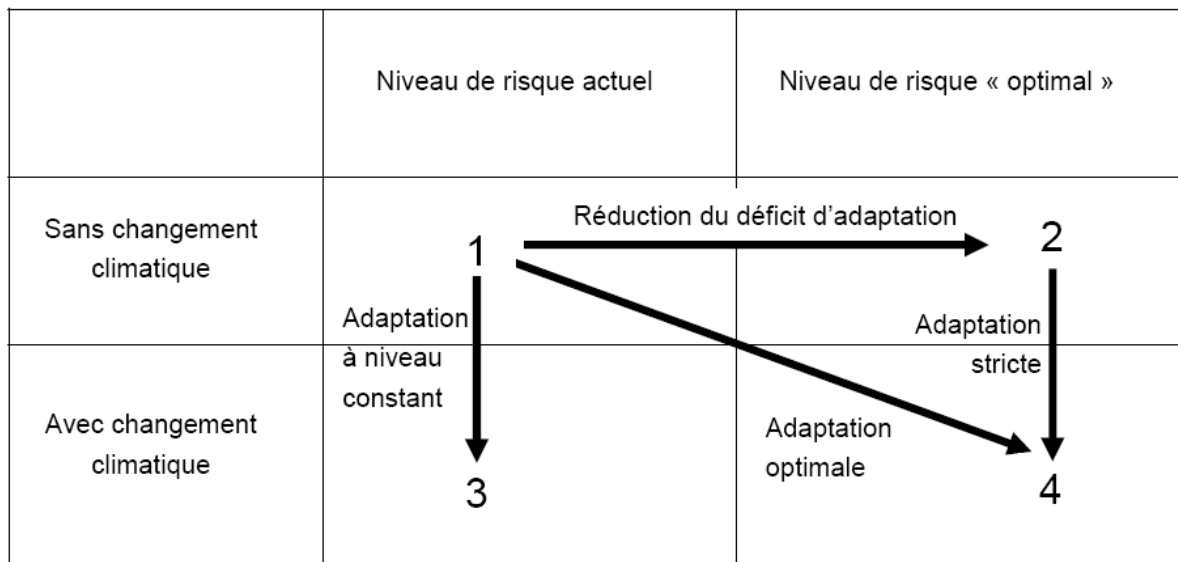 Niveau de risque actuel
Niveau de risque « optimal »
Sans changement
climatique
1
Réduction du déficit d'adaptation
2
Adaptation
à niveau
constant
Adaptation
stricte
Avec changement
climatique
3
Adaptation
optimale
4